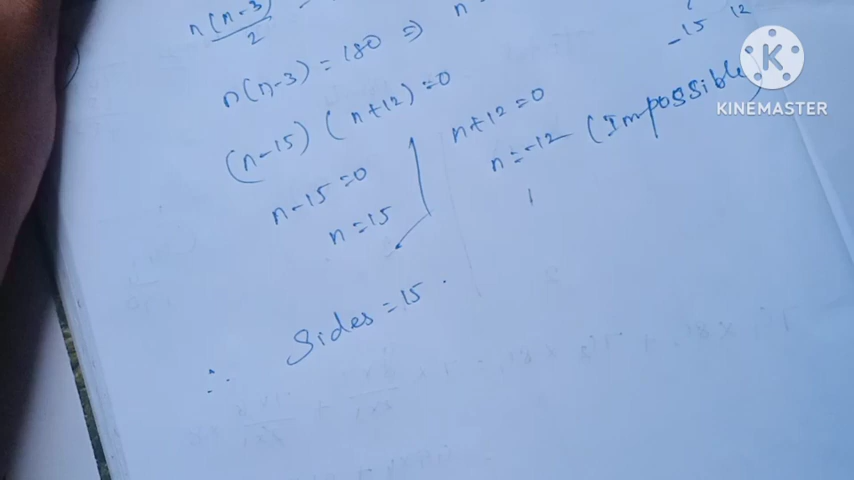 n(n-3)/2
n
n(n-3) = 180 ⇒
-15 12
(n-15) (n+12) = 0
n-15 = 0
n+12 = 0
n = 15
n = -12 (Impossible)
∴ Sides = 15.
KINEMASTER